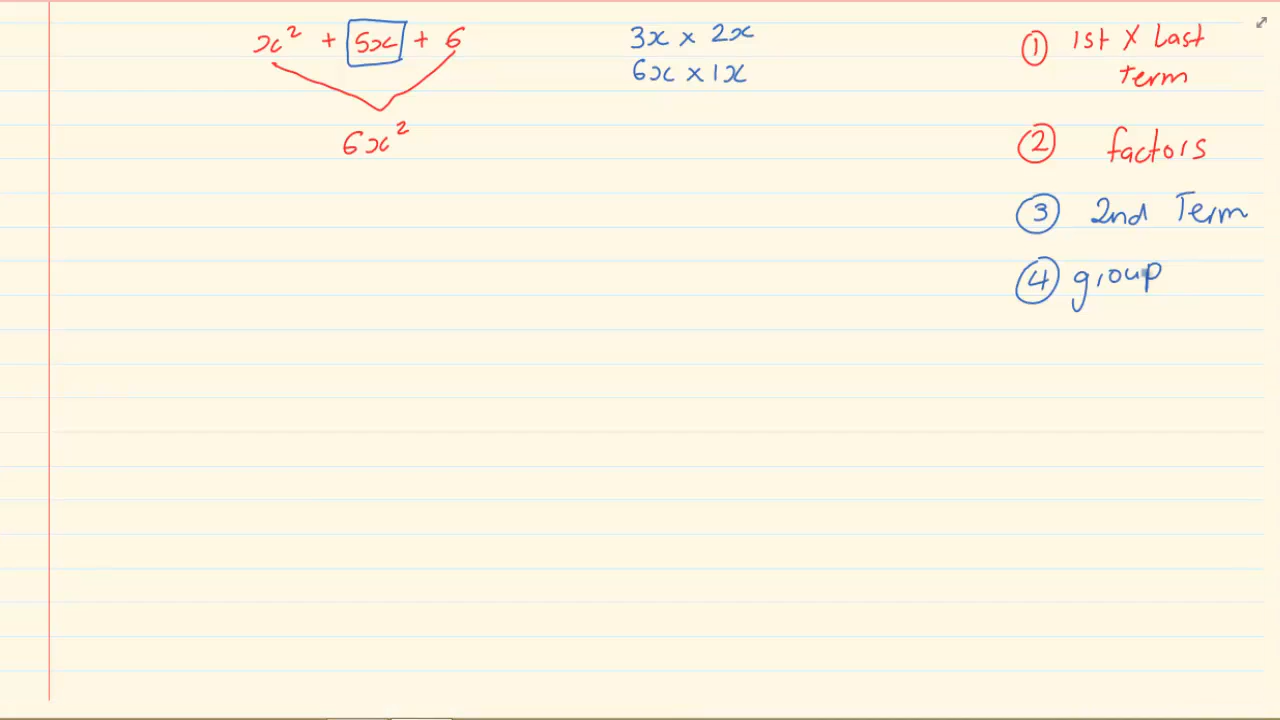 x² + 5x + 6
6x²
3x × 2x
6x × 1x
① 1st X Last
term
② factors
③ 2nd Term
④ group